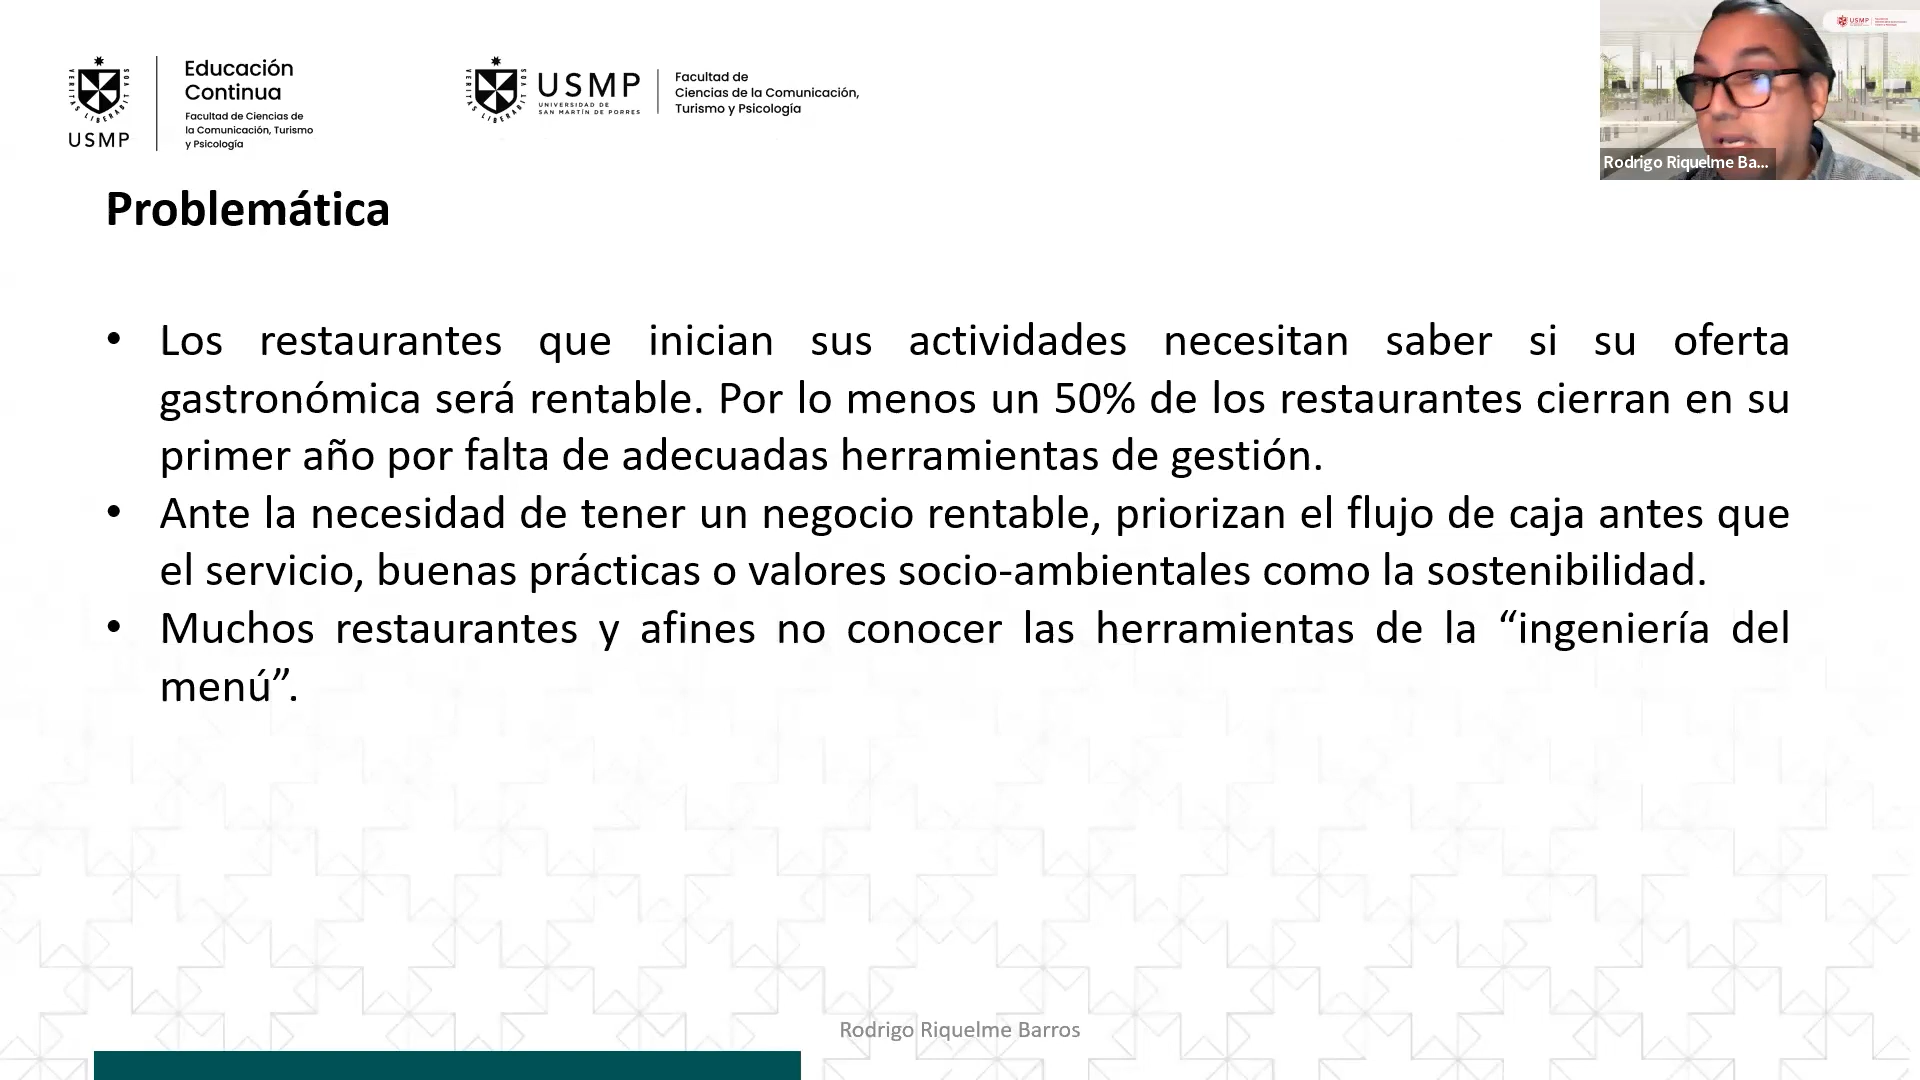 Educación
Continua
Facultad de Ciencias de
la Comunicación, Turismo
y Psicología
USMP
VERITAS LIBERABIT VOS
USMP
UNIVERSIDAD DE
SAN MARTÍN DE PORRES
Facultad de
Ciencias de la Comunicación,
Turismo y Psicología
USMP
Rodrigo Riquelme Ba...
Problemática
• Los restaurantes que inician sus actividades necesitan saber si su oferta
gastronómica será rentable. Por lo menos un 50% de los restaurantes cierran en su
primer año por falta de adecuadas herramientas de gestión.
• Ante la necesidad de tener un negocio rentable, priorizan el flujo de caja antes que
el servicio, buenas prácticas o valores socio-ambientales como la sostenibilidad.
• Muchos restaurantes y afines no conocer las herramientas de la “ingeniería del
menú”.
Rodrigo Riquelme Barros